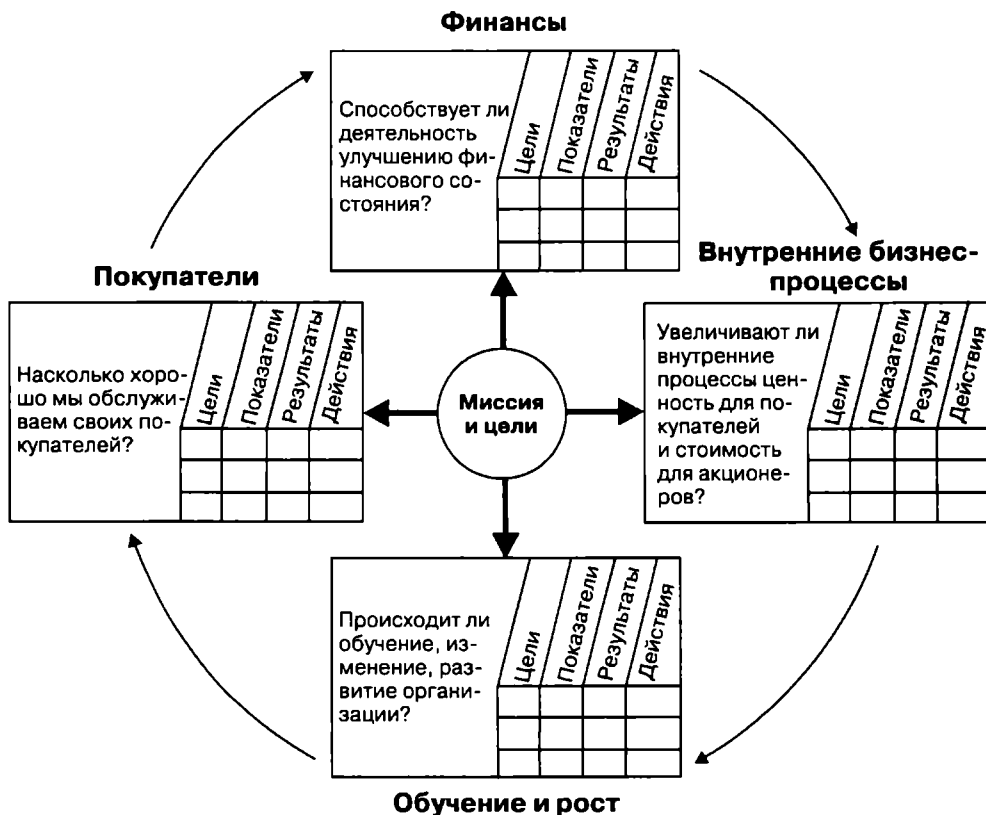 Финансы
Способствует ли
деятельность
улучшению фи-
нансового со-
стояния?
Цели
Показатели
Результаты
Действия
Покупатели
Насколько хоро-
шо мы обслужи-
ваем своих по-
купателей?
Цели
Показатели
Результаты
Действия
Миссия
и цели
Внутренние бизнес-
процессы
Увеличивают ли
внутренние
процессы цен-
ность для по-
купателей
и стоимость
для акционе-
ров?
Цели
Показатели
Результаты
Действия
Происходит ли
обучение, из-
менение, раз-
витие органи-
зации?
Цели
Показатели
Результаты
Действия
Обучение и рост